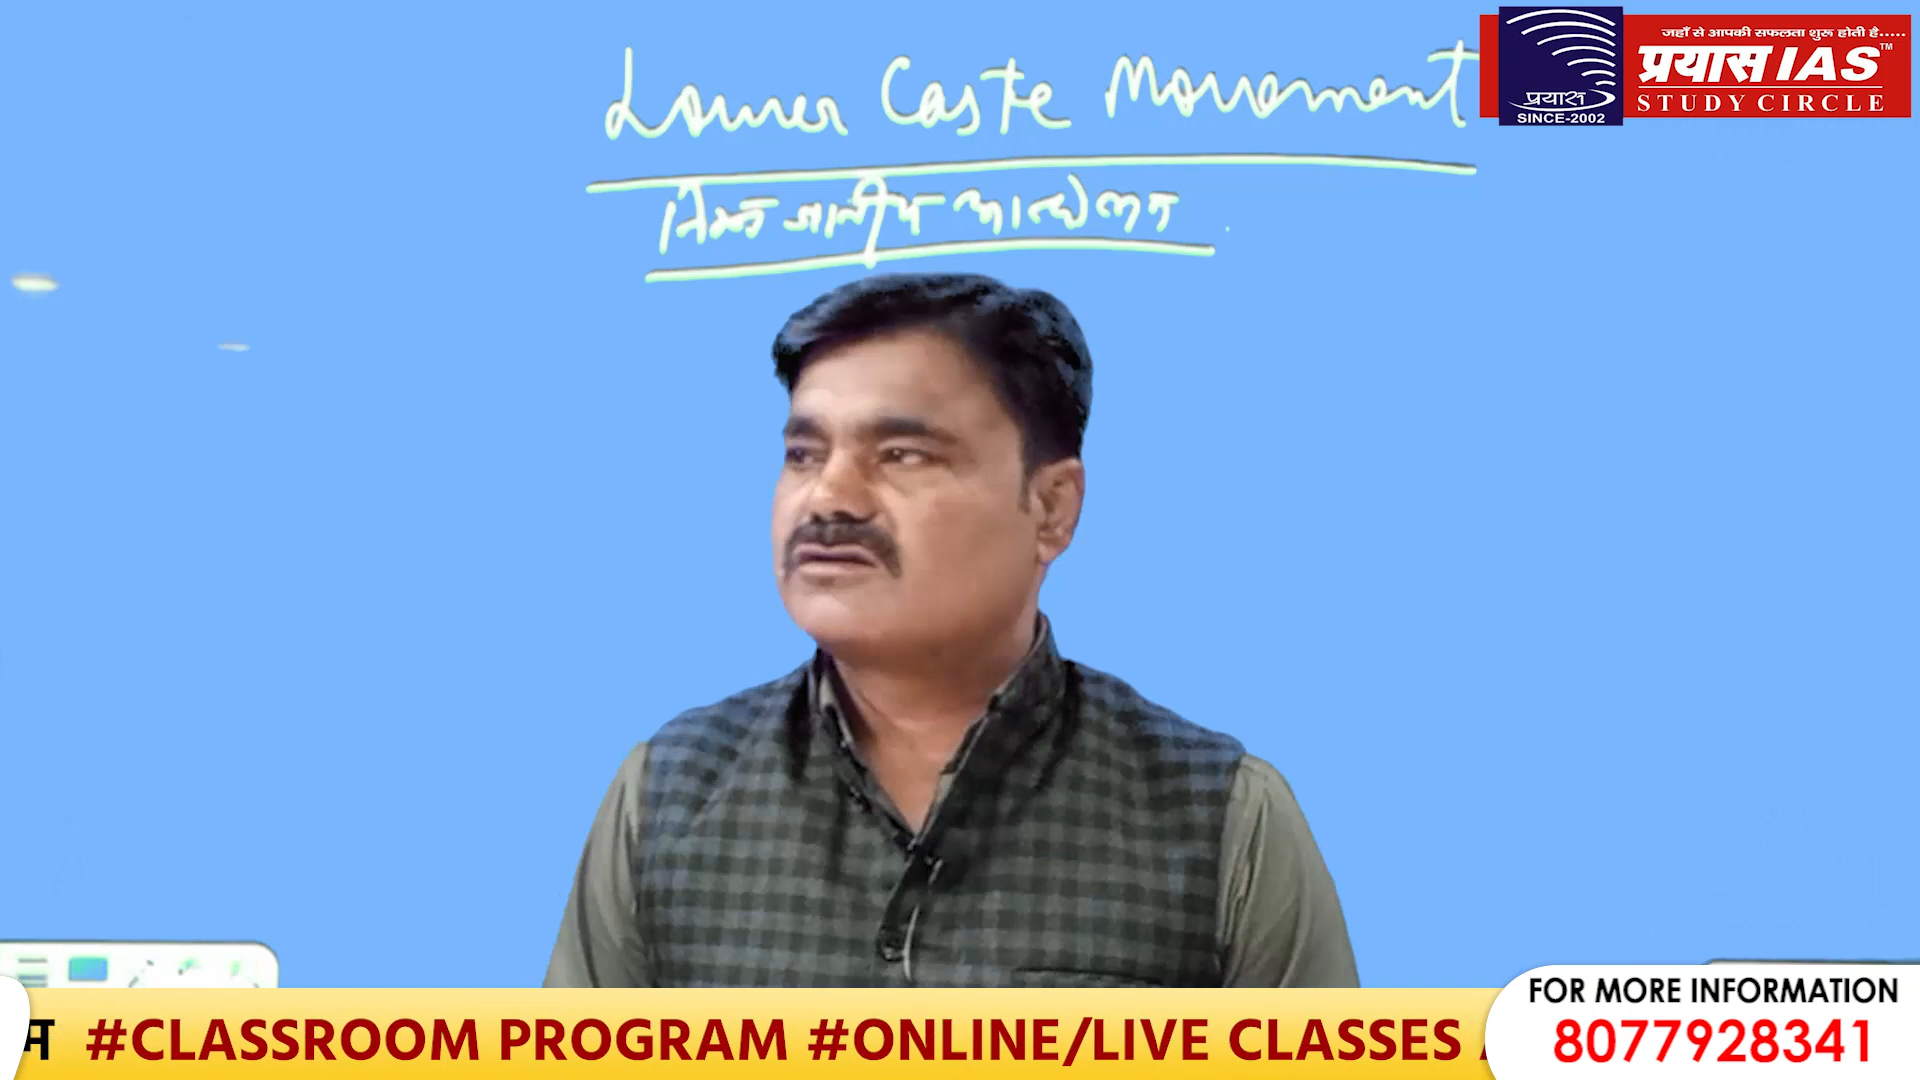 Lower Caste Movement
निम्न जातीय आन्दोलन
जहाँ से आपकी सफलता शुरू होती है.....
प्रयास IAS™
STUDY CIRCLE
प्रयास
SINCE-2002
म #CLASSROOM PROGRAM #ONLINE/LIVE CLASSES
FOR MORE INFORMATION
8077928341